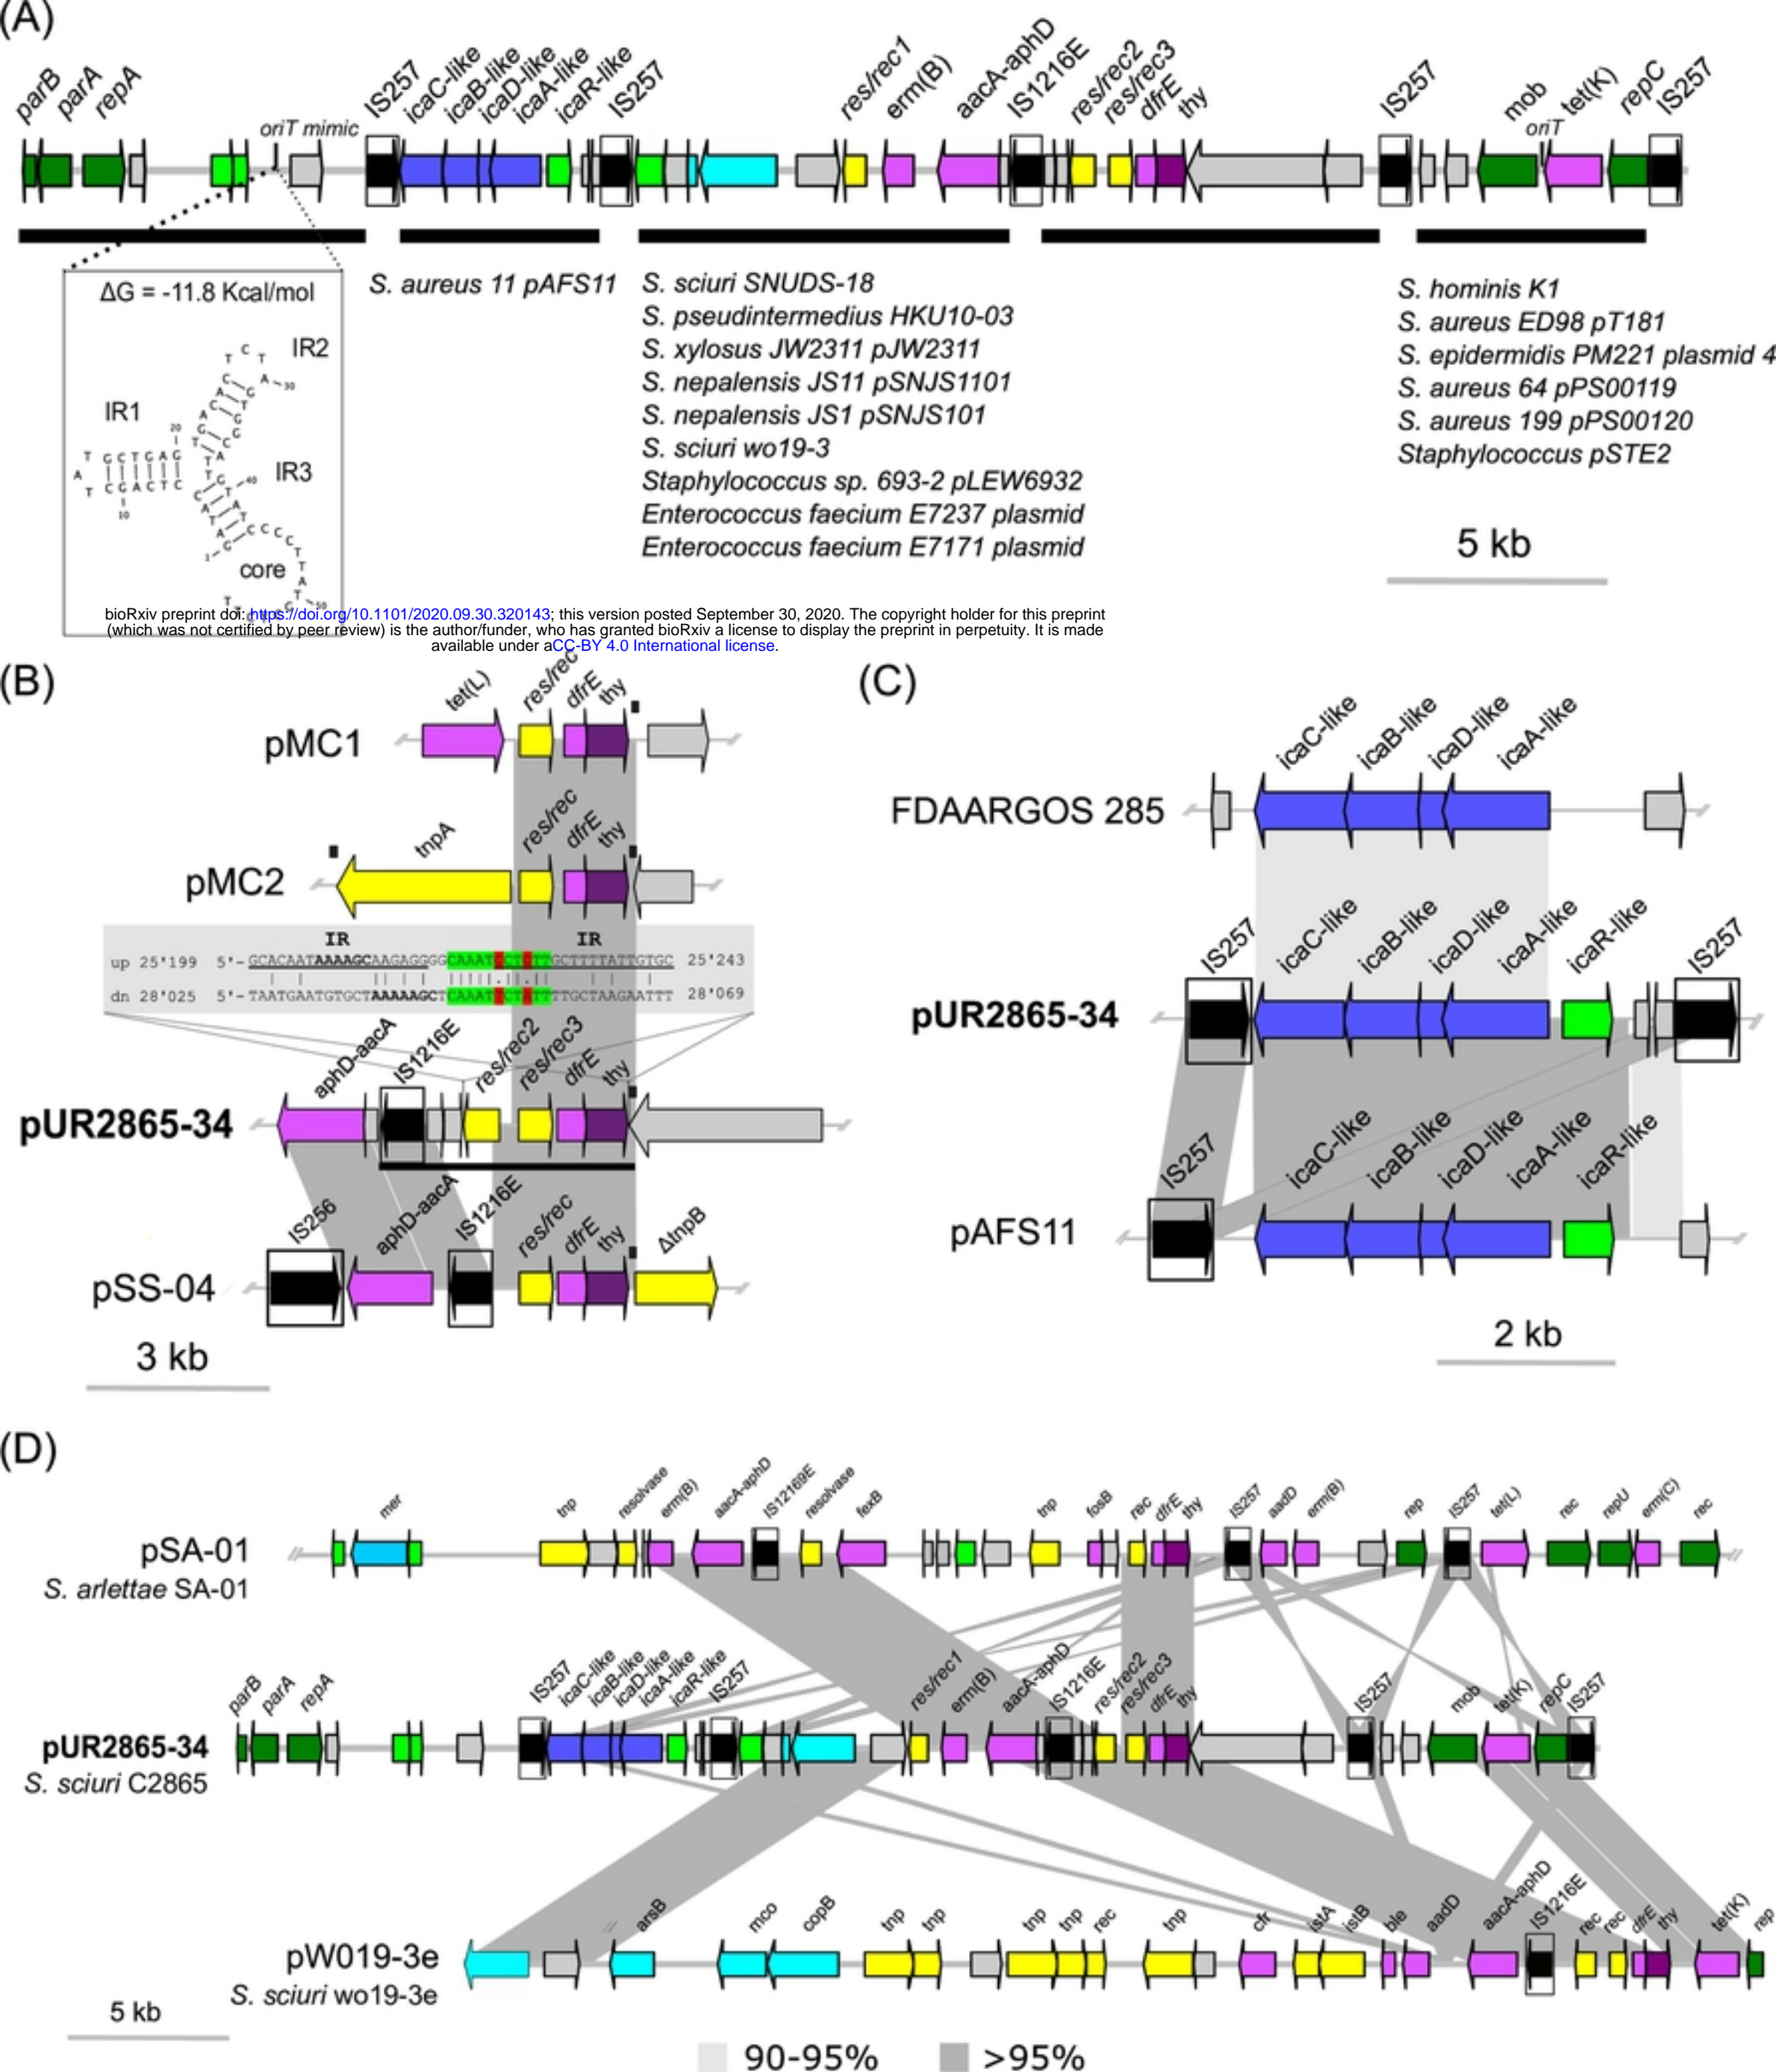 (A)
parB parA repA oriT mimic IS257 icaC-like icaB-like icaD-like icaA-like icaR-like IS257 res/rec1 erm(B) aacA-aphD IS1216E res/rec2 res/rec3 dfrE thy IS257 mob oriT tet(K) repC IS257
ΔG = -11.8 Kcal/mol
IR2
IR1
IR3
core
S. aureus 11 pAFS11
S. sciuri SNUDS-18
S. pseudintermedius HKU10-03
S. xylosus JW2311 pJW2311
S. nepalensis JS11 pSNJS1101
S. nepalensis JS1 pSNJS101
S. sciuri wo19-3
Staphylococcus sp. 693-2 pLEW6932
Enterococcus faecium E7237 plasmid
Enterococcus faecium E7171 plasmid
S. hominis K1
S. aureus ED98 pT181
S. epidermidis PM221 plasmid 4
S. aureus 64 pPS00119
S. aureus 199 pPS00120
Staphylococcus pSTE2
5 kb
bioRxiv preprint doi: https://doi.org/10.1101/2020.09.30.320143; this version posted September 30, 2020. The copyright holder for this preprint
(which was not certified by peer review) is the author/funder, who has granted bioRxiv a license to display the preprint in perpetuity. It is made
available under aCC-BY 4.0 International license.
(B)
tet(L) res/rec dfrE thy
pMC1
tnpA res/rec dfrE thy
pMC2
IR IR
up 25'199 5'-GCACAATAAAAGCAAGAGGGGCAAATCCTCTTGCTTTTATTGTGC 25'243
dn 28'025 5'-TAATGAATGTGCTAAAAAGCTCAAATTCTATTTTGCTAAGAATTT 28'069
aphD-aacA IS1216E res/rec2 res/rec3 dfrE thy
pUR2865-34
IS256 aphD-aacA IS1216E res/rec dfrE thy ΔtnpB
pSS-04
3 kb
(C)
icaC-like icaB-like icaD-like icaA-like
FDAARGOS 285
IS257 icaC-like icaB-like icaD-like icaA-like icaR-like IS257
pUR2865-34
IS257 icaC-like icaB-like icaD-like icaA-like icaR-like
pAFS11
2 kb
(D)
mer tnp resolvase erm(B) aacA-aphD IS12169E resolvase fexB tnp fosB rec dfrE thy IS257 aadD erm(B) rep IS257 tet(L) rec repU erm(C) rec
pSA-01
S. arlettae SA-01
parB parA repA IS257 icaC-like icaB-like icaD-like icaA-like icaR-like IS257 res/rec1 erm(B) aacA-aphD IS1216E res/rec2 res/rec3 dfrE thy IS257 mob tet(K) repC IS257
pUR2865-34
S. sciuri C2865
arsB mco copB tnp tnp tnp tnp rec tnp cfr istA istB ble aadD aacA-aphD IS1216E rec rec dfrE thy tet(K) rep
pW019-3e
S. sciuri wo19-3e
5 kb
90-95% >95%